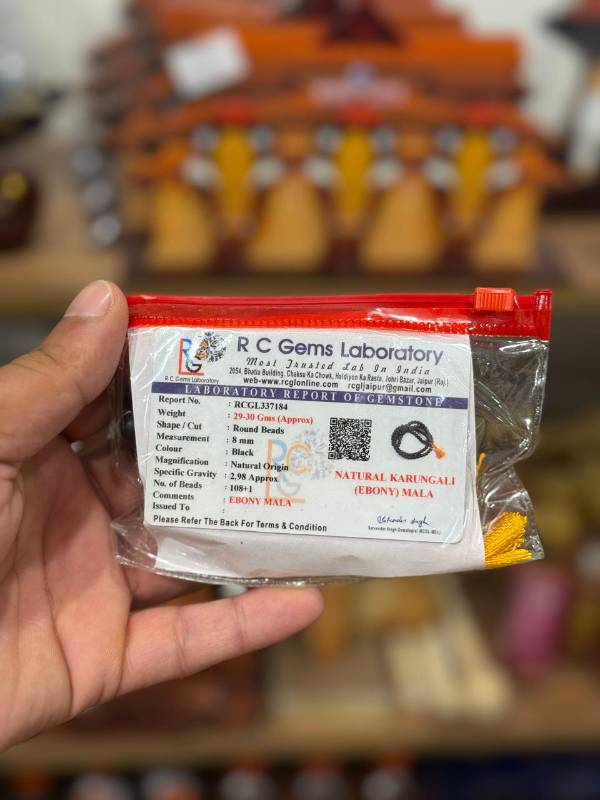 R C Gems Laboratory
Most Trusted Lab In India
2054, Bhatia Building, Chaksu Ka Chowk, Haldiyon Ka Rasta, Johri Bazar, Jaipur (Raj.)
web-www.rcglonline.com rcgljaipur@gmail.com
RG
R C Gems Laboratory
LABORATORY REPORT OF GEMSTONE
Report No. : RCGL337184
Weight : 29-30 Gms (Approx)
Shape / Cut : Round Beads
Measurement : 8 mm
Colour : Black
Magnification : Natural Origin
Specific Gravity : 2.98 Approx
No. of Beads : 108+1
Comments : EBONY MALA
Issued To :
NATURAL KARUNGALI
(EBONY) MALA
Please Refer The Back For Terms & Condition